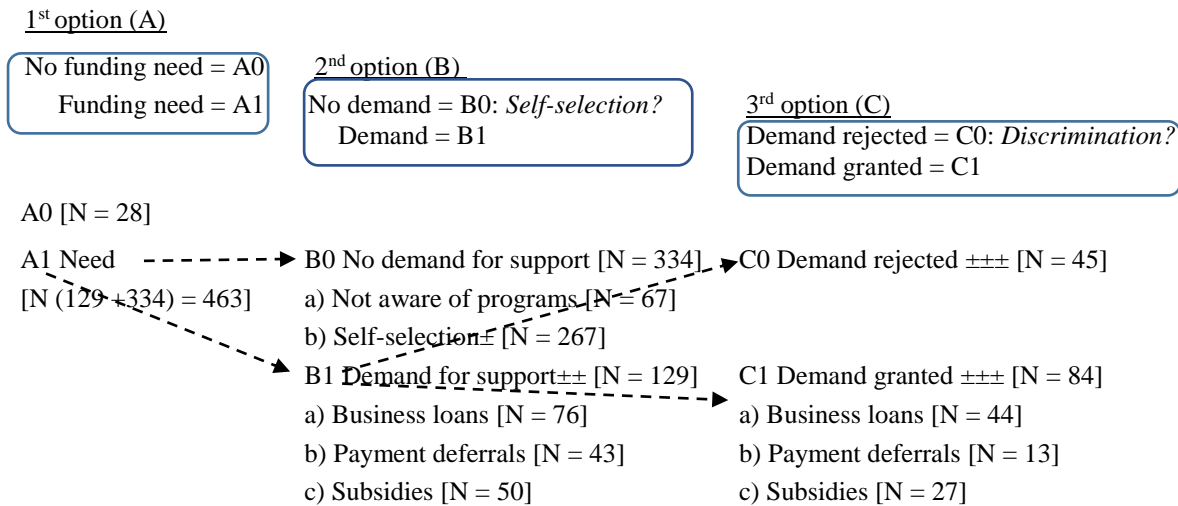 1st option (A)
No funding need = A0
Funding need = A1
2nd option (B)
No demand = B0: Self-selection?
Demand = B1
3rd option (C)
Demand rejected = C0: Discrimination?
Demand granted = C1
A0 [N = 28]
A1 Need
[N (129 +334) = 463]
B0 No demand for support [N = 334]
a) Not aware of programs [N = 67]
b) Self-selection± [N = 267]
B1 Demand for support±± [N = 129]
a) Business loans [N = 76]
b) Payment deferrals [N = 43]
c) Subsidies [N = 50]
C0 Demand rejected ±±± [N = 45]
C1 Demand granted ±±± [N = 84]
a) Business loans [N = 44]
b) Payment deferrals [N = 13]
c) Subsidies [N = 27]